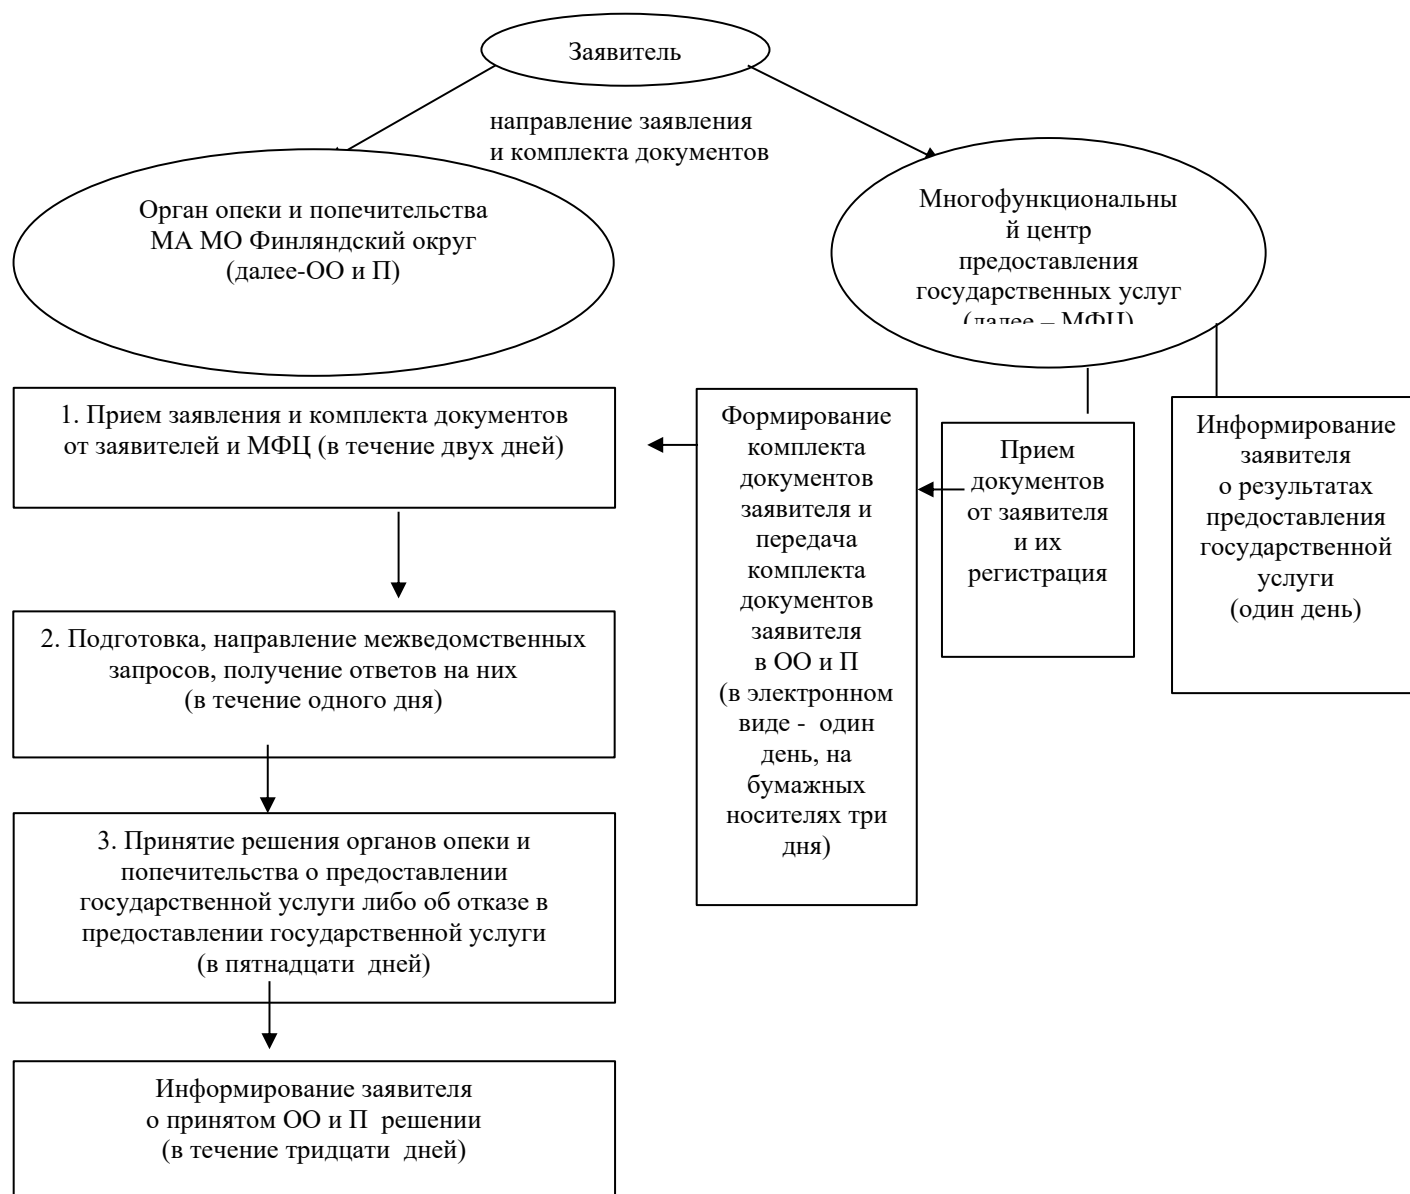 Заявитель
направление заявления
и комплекта документов
Орган опеки и попечительства
МА МО Финляндский округ
(далее-ОО и П)
Многофункциональны
й центр
предоставления
государственных услуг
(далее – МФЦ)
1. Прием заявления и комплекта документов
от заявителей и МФЦ (в течение двух дней)
Формирование
комплекта
документов
заявителя и
передача
комплекта
документов
заявителя
в ОО и П
(в электронном
виде - один
день, на
бумажных
носителях три
дня)
Прием
документов
от заявителя
и их
регистрация
Информирование
заявителя
о результатах
предоставления
государственной
услуги
(один день)
2. Подготовка, направление межведомственных
запросов, получение ответов на них
(в течение одного дня)
3. Принятие решения органов опеки и
попечительства о предоставлении
государственной услуги либо об отказе в
предоставлении государственной услуги
(в пятнадцати  дней)
Информирование заявителя
о принятом ОО и П  решении
(в течение тридцати  дней)